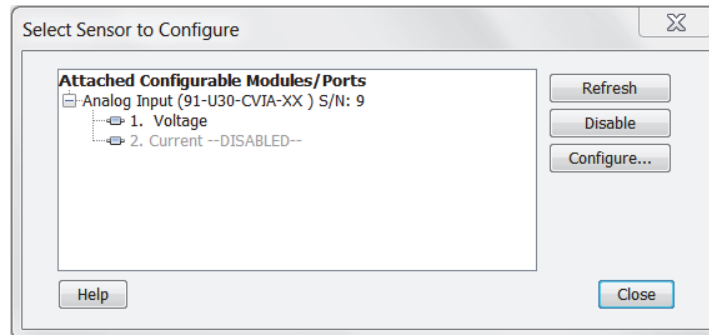 Select Sensor to Configure
Attached Configurable Modules/Ports
Analog Input (91-U30-CVIA-XX ) S/N: 9
1. Voltage
2. Current --DISABLED--
Refresh
Disable
Configure...
Help
Close